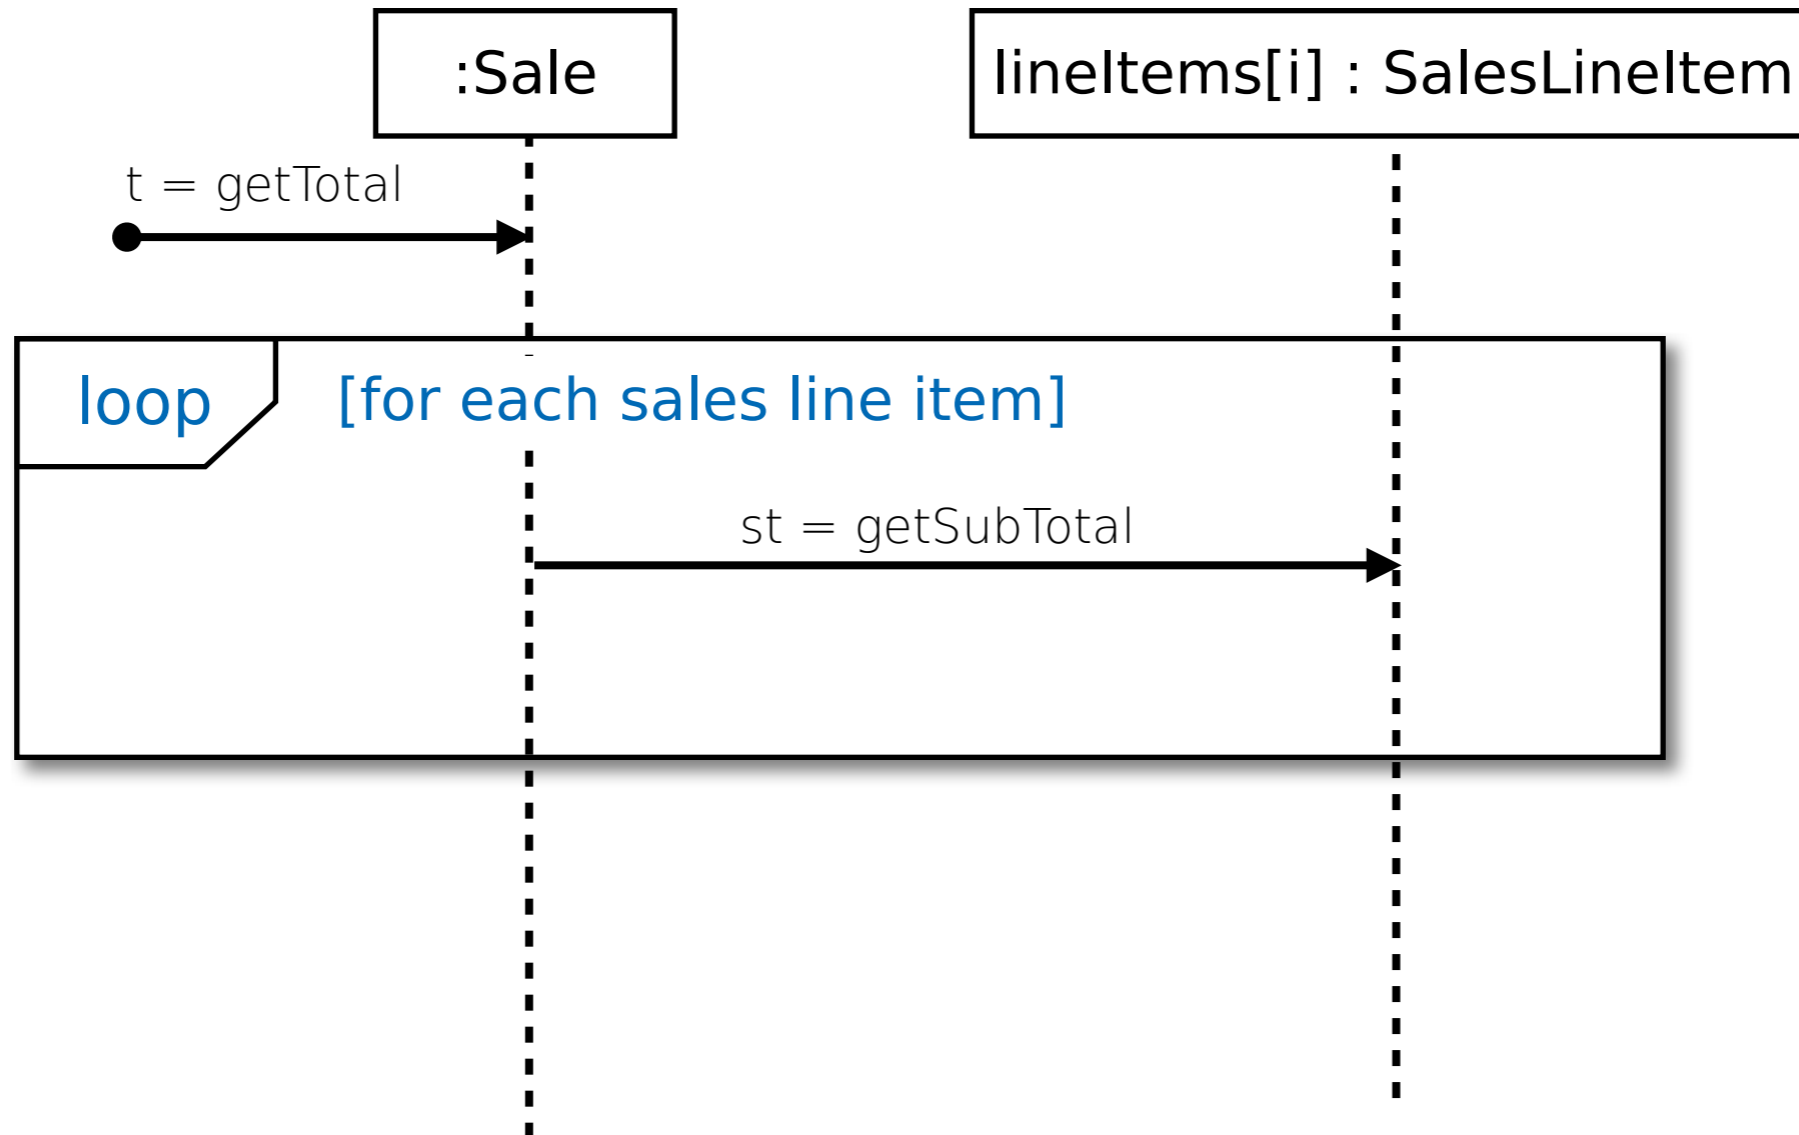 :Sale
lineItems[i] : SalesLineItem
t = getTotal
loop
[for each sales line item]
st = getSubTotal